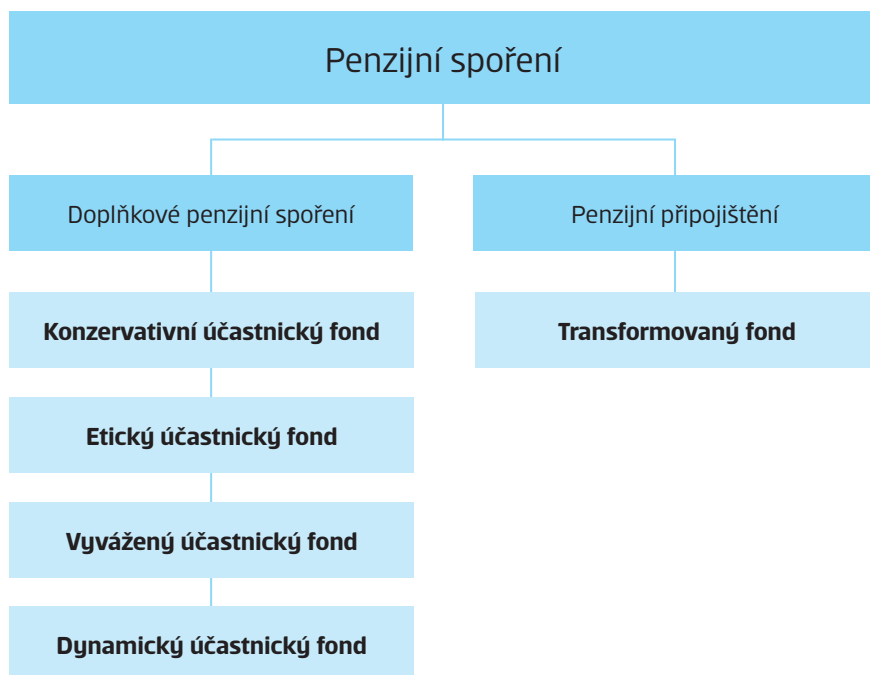 Penzijní spoření
Doplňkové penzijní spoření
Penzijní připojištění
Konzervativní účastnický fond
Transformovaný fond
Etický účastnický fond
Vyvážený účastnický fond
Dynamický účastnický fond